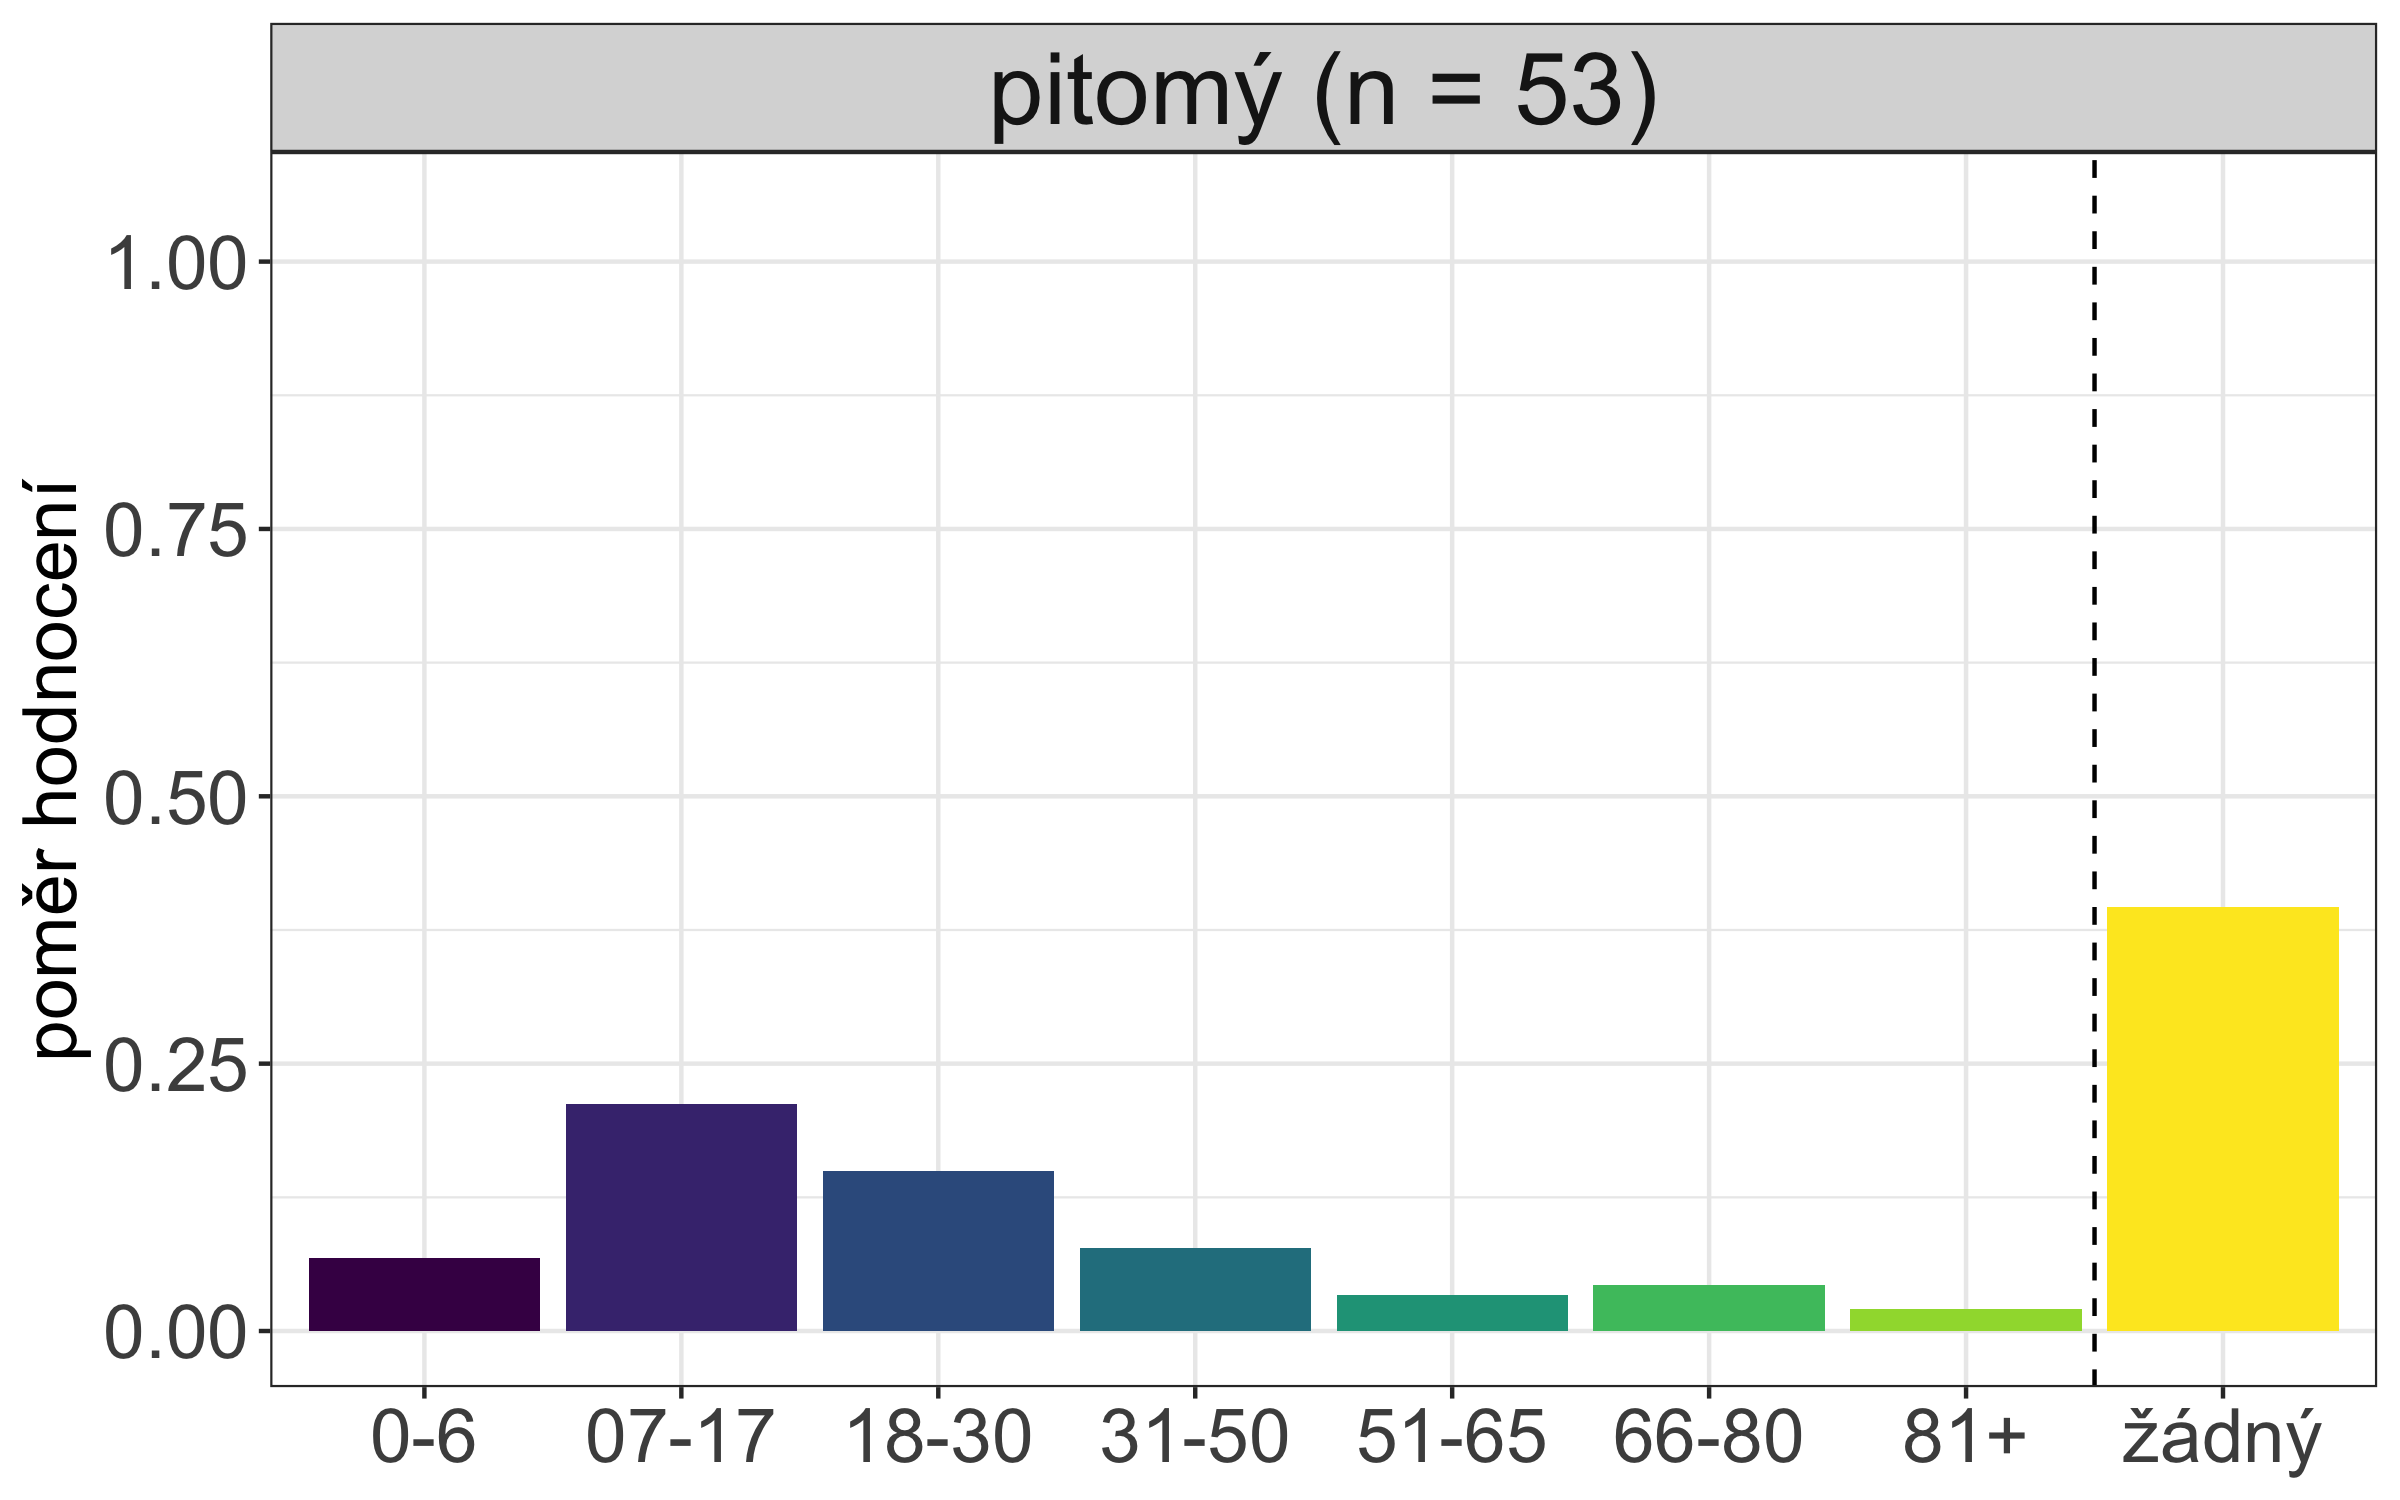 pitomý (n = 53)
poměr hodnocení
1.00
0.75
0.50
0.25
0.00
0-6 07-17 18-30 31-50 51-65 66-80 81+ žádný